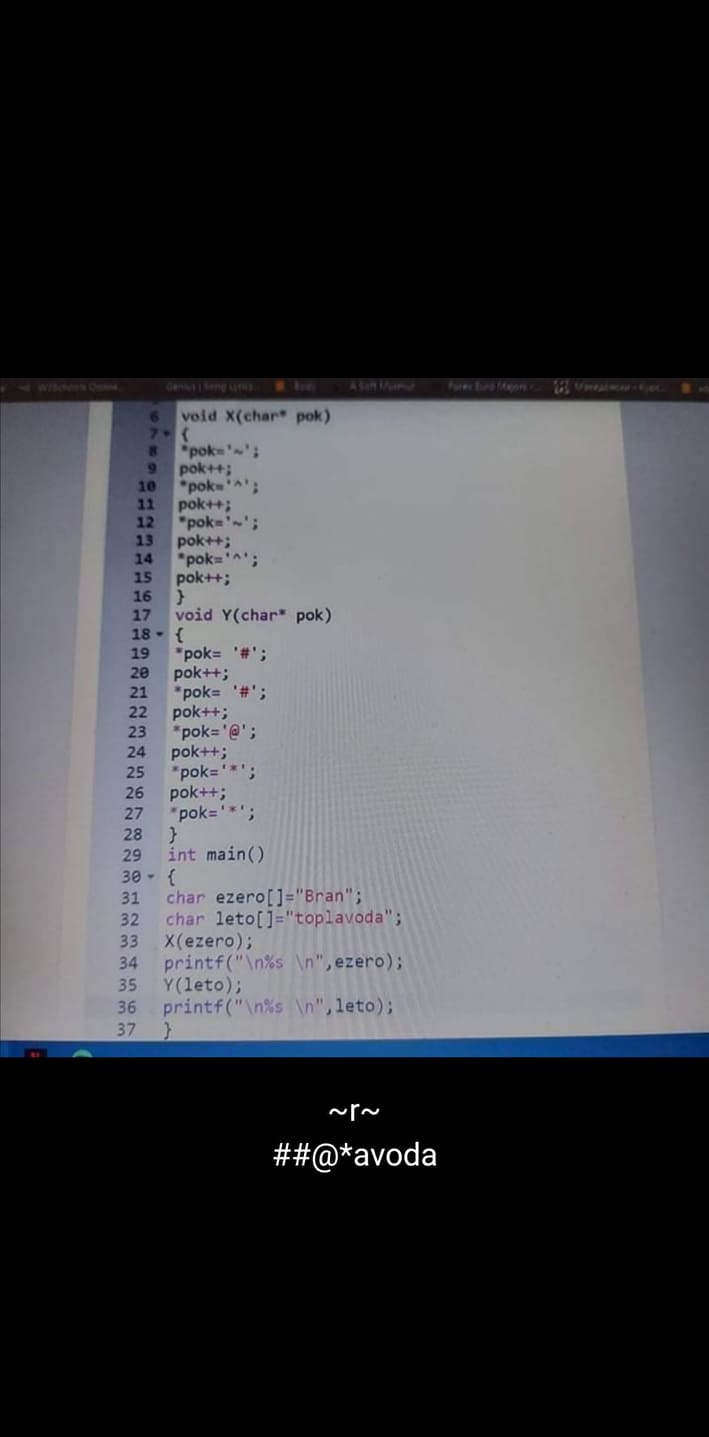 W3Schools Online
Genius | Song Lyrics
A Soft Murmur
Forex Euro Majors -
6 void X(char* pok)
7 {
8 *pok='~';
9 pok++;
10 *pok='^';
11 pok++;
12 *pok='~';
13 pok++;
14 *pok='^';
15 pok++;
16 }
17 void Y(char* pok)
18 {
19 *pok= '#';
20 pok++;
21 *pok= '#';
22 pok++;
23 *pok='@';
24 pok++;
25 *pok='*';
26 pok++;
27 *pok='*';
28 }
29 int main()
30 {
31 char ezero[]="Bran";
32 char leto[]="toplavoda";
33 X(ezero);
34 printf("\n%s \n",ezero);
35 Y(leto);
36 printf("\n%s \n",leto);
37 }
~r~
##@*avoda